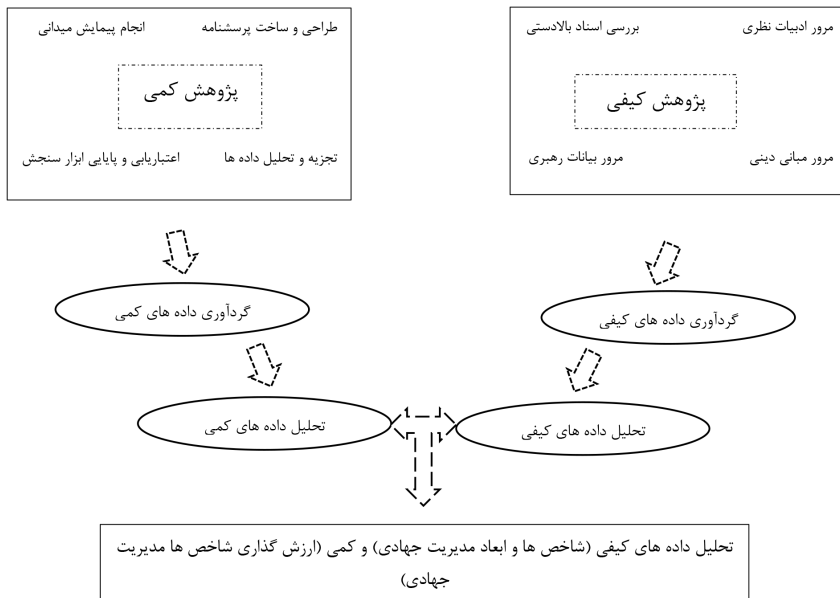 مرور ادبیات نظری
بررسی اسناد بالادستی
پژوهش کیفی
مرور مبانی دینی
مرور بیانات رهبری
طراحی و ساخت پرسشنامه
انجام پیمایش میدانی
پژوهش کمی
تجزیه و تحلیل داده ها
اعتباریابی و پایایی ابزار سنجش
گردآوری داده های کیفی
گردآوری داده های کمی
تحلیل داده های کیفی
تحلیل داده های کمی
تحلیل داده های کیفی (شاخص ها و ابعاد مدیریت جهادی) و کمی (ارزش گذاری شاخص ها مدیریت
جهادی)